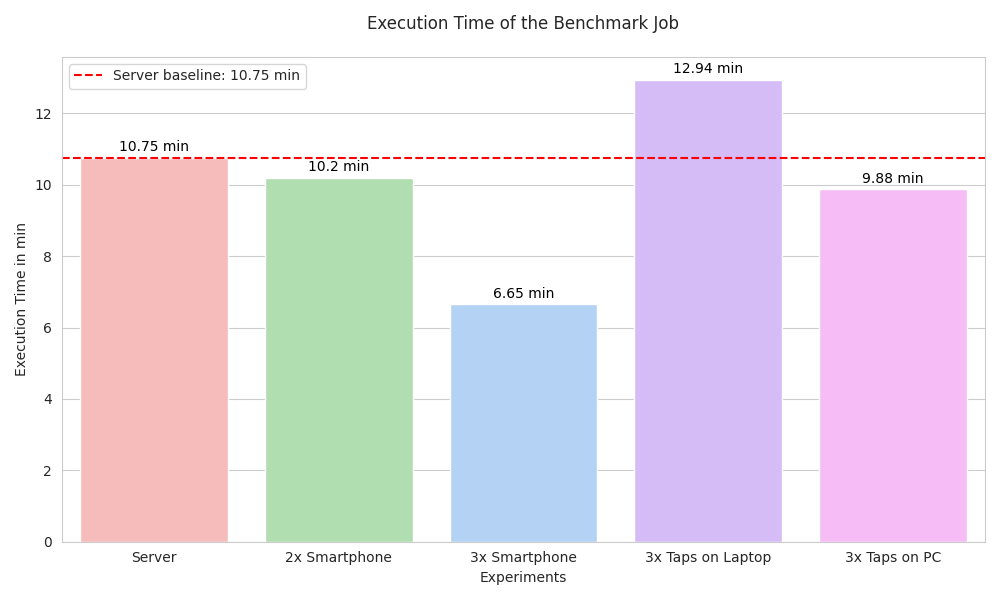 Execution Time of the Benchmark Job
Server baseline: 10.75 min
12.94 min
10.75 min
10.2 min
9.88 min
6.65 min
12
10
8
6
4
2
0
Execution Time in min
Server
2x Smartphone
3x Smartphone
3x Taps on Laptop
3x Taps on PC
Experiments